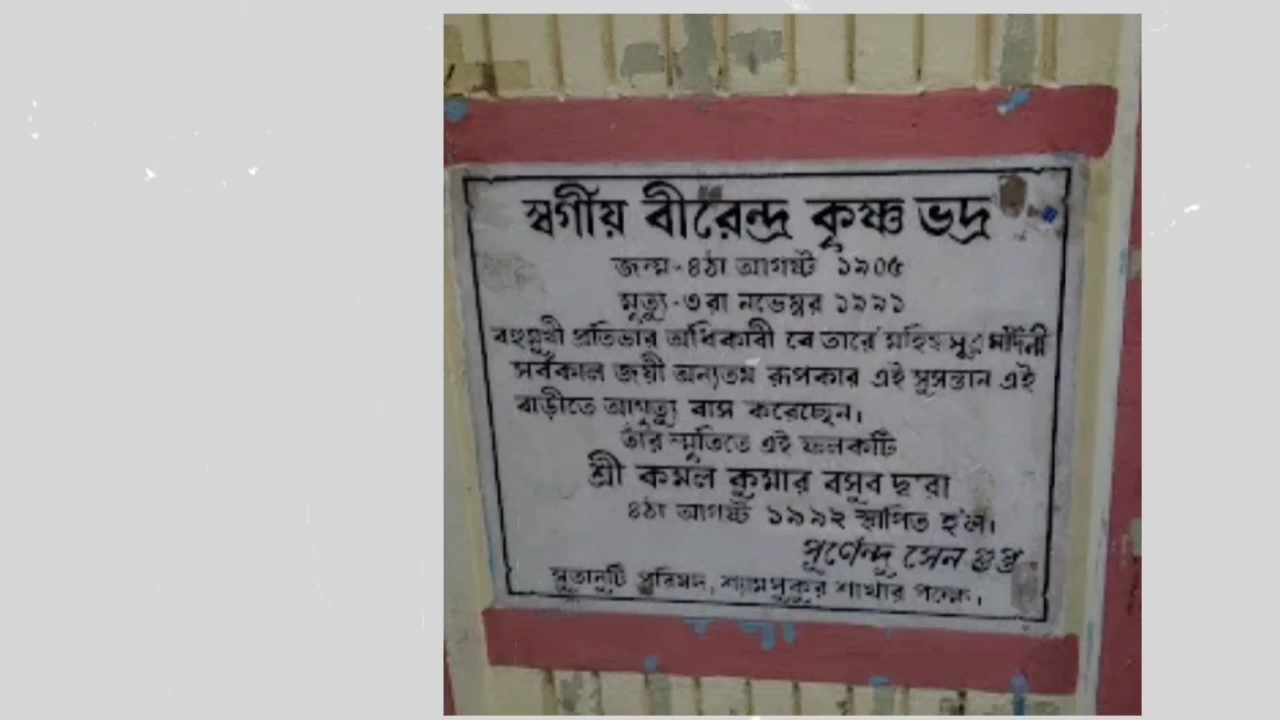 স্বর্গীয় বীরেন্দ্র কৃষ্ণ ভদ্র
জন্ম-৪ঠা আগষ্ট ১৯০৫
মৃত্যু-৩রা নভেম্বর ১৯৯১
বহুমুখী প্রতিভার অধিকারী বেতারে মহিষাসুর মর্দিনী
সর্বকাল জয়ী অন্যতম রূপকার এই সুসন্তান এই
বাড়ীতে আমৃত্যু বাস করেছেন।
তাঁর স্মৃতিতে এই ফলকটি
শ্রী কমল কুমার বসুর দ্বারা
৪ঠা আগষ্ট ১৯৯২ স্থাপিত হ'ল।
পূর্ণেন্দু সেন গুপ্ত
সুতানুটি পরিষদ, শ্যামপুকুর শাখার পক্ষে।